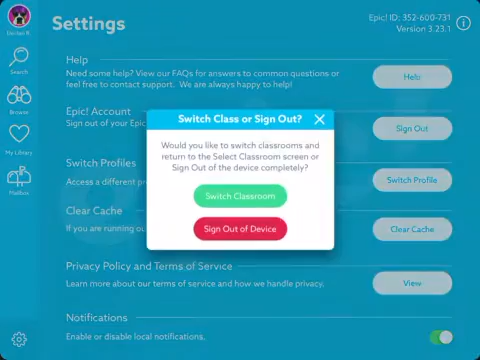 Settings
Epic! ID: 352-600-731
Version 3.23.1
Search
Browse
My Library
Mailbox
Help
Need some help? View our FAQs for answers to common questions or
feel free to contact support. We are always happy to help!
Help
Epic! Account
Sign out of your Epic
Sign Out
Switch Profiles
Access a different pr
Switch Profile
Clear Cache
If you are running ou
Clear Cache
Privacy Policy and Terms of Service
Learn more about our terms of service and how we handle privacy.
View
Notifications
Enable or disable local notifications.
Switch Class or Sign Out?
Would you like to switch classrooms and
return to the Select Classroom screen or
Sign Out of the device completely?
Switch Classroom
Sign Out of Device